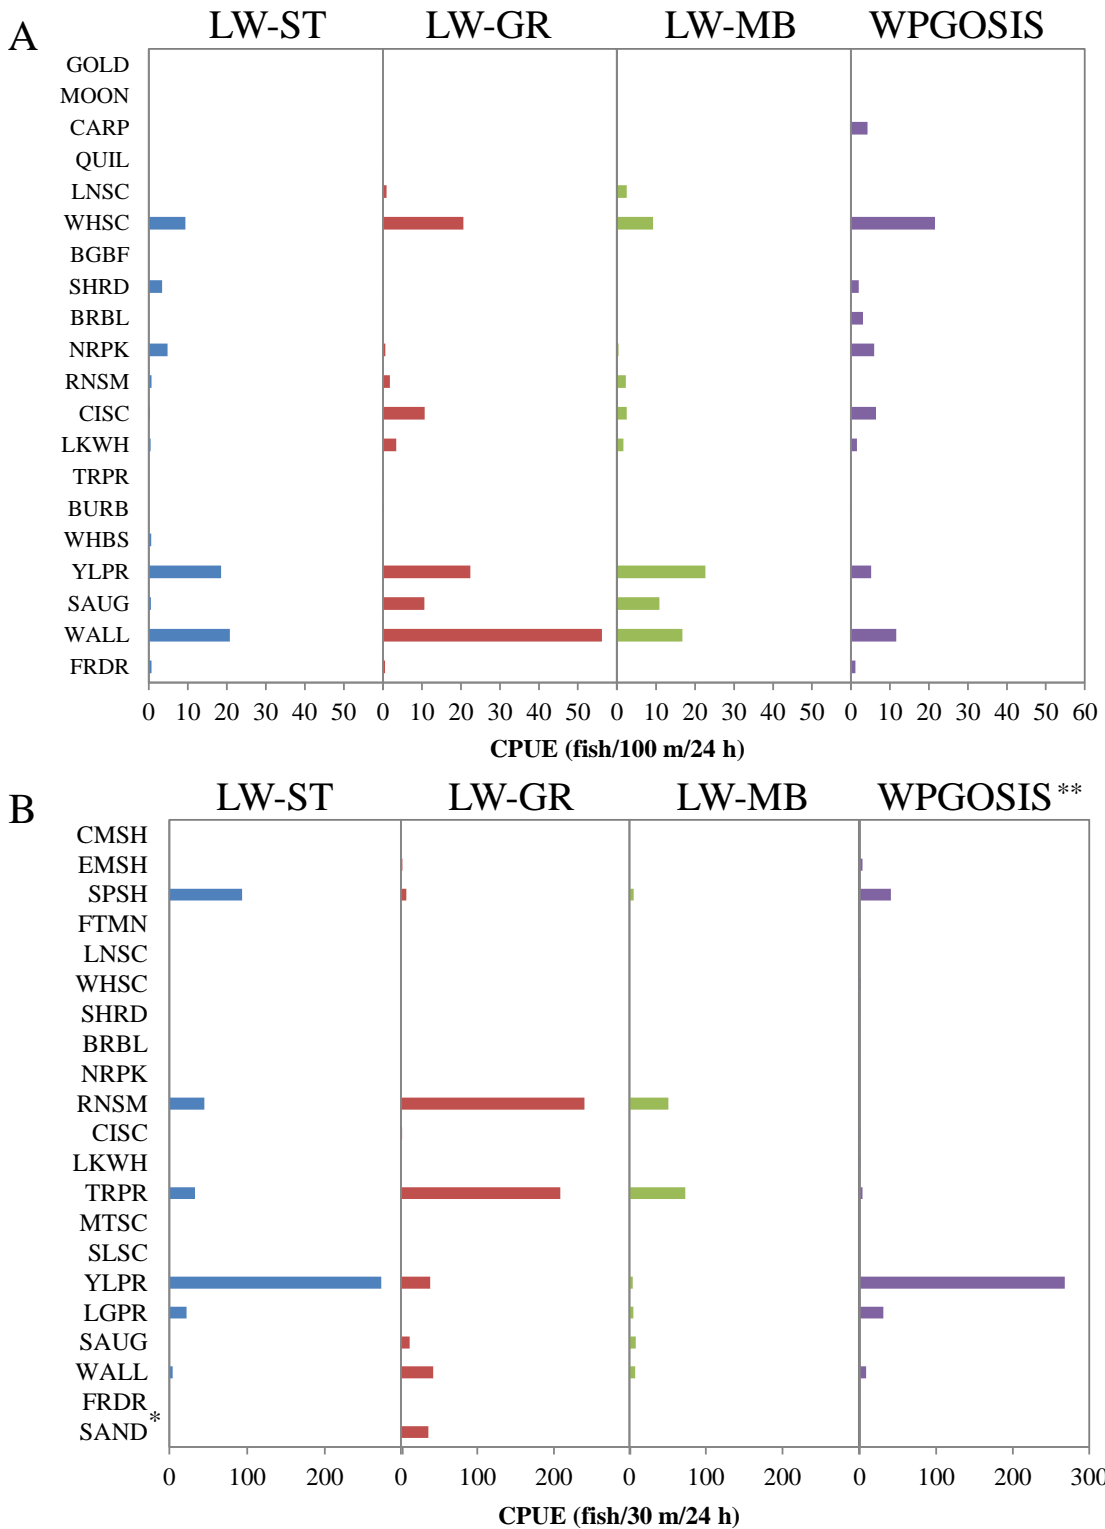 A
LW-ST LW-GR LW-MB WPGOSIS
GOLD
MOON
CARP
QUIL
LNSC
WHSC
BGBF
SHRD
BRBL
NRPK
RNSM
CISC
LKWH
TRPR
BURB
WHBS
YLPR
SAUG
WALL
FRDR
0 10 20 30 40 50 0 10 20 30 40 50 0 10 20 30 40 50 0 10 20 30 40 50 60
CPUE (fish/100 m/24 h)
B
LW-ST LW-GR LW-MB WPGOSIS**
CMSH
EMSH
SPSH
FTMN
LNSC
WHSC
SHRD
BRBL
NRPK
RNSM
CISC
LKWH
TRPR
MTSC
SLSC
YLPR
LGPR
SAUG
WALL
FRDR
SAND*
0 100 200 0 100 200 0 100 200 0 100 200 300
CPUE (fish/30 m/24 h)